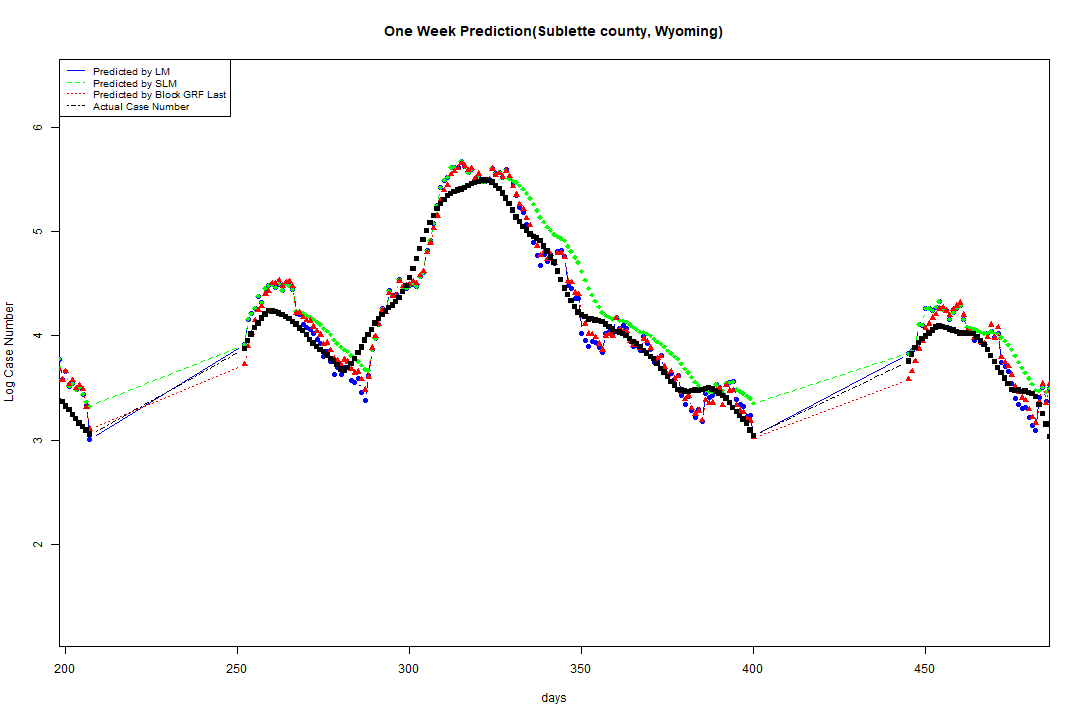 One Week Prediction(Sublette county, Wyoming)
Predicted by LM
Predicted by SLM
Predicted by Block GRF Last
Actual Case Number
6
5
4
3
2
Log Case Number
200
250
300
350
400
450
days